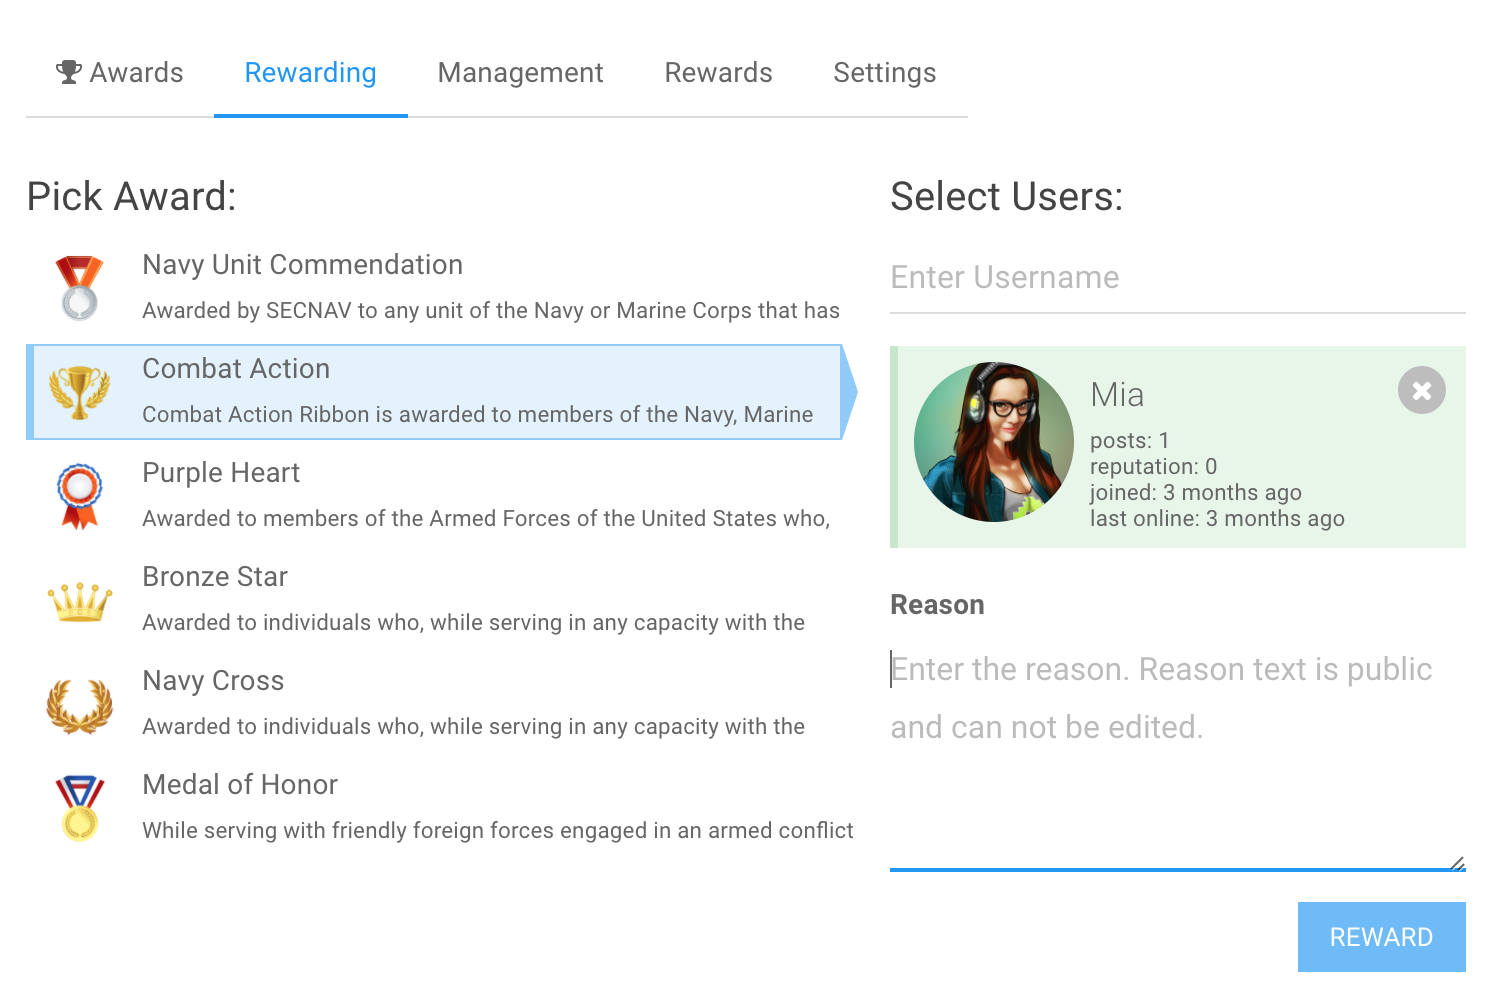 Awards Rewarding Management Rewards Settings
Pick Award:
Navy Unit Commendation
Awarded by SECNAV to any unit of the Navy or Marine Corps that has
Combat Action
Combat Action Ribbon is awarded to members of the Navy, Marine
Purple Heart
Awarded to members of the Armed Forces of the United States who,
Bronze Star
Awarded to individuals who, while serving in any capacity with the
Navy Cross
Awarded to individuals who, while serving in any capacity with the
Medal of Honor
While serving with friendly foreign forces engaged in an armed conflict
Select Users:
Enter Username
Mia
posts: 1
reputation: 0
joined: 3 months ago
last online: 3 months ago
Reason
Enter the reason. Reason text is public
and can not be edited.
REWARD